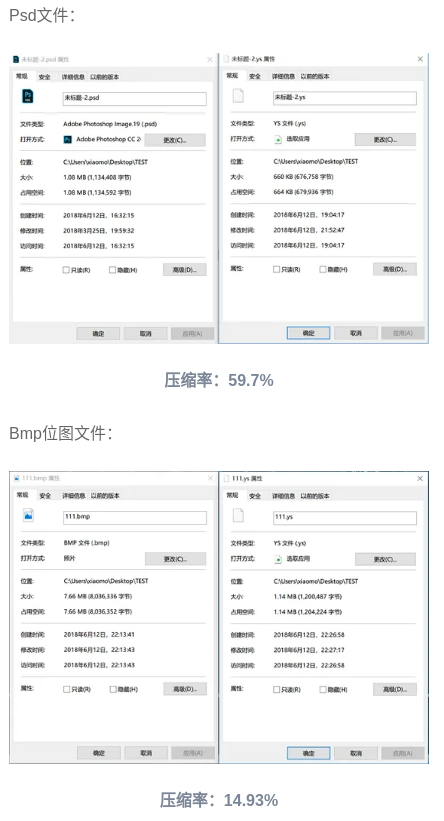 Psd文件：
未标题-2.psd 属性
常规 安全 详细信息 以前的版本
未标题-2.psd
文件类型: Adobe Photoshop Image.19 (.psd)
打开方式: Adobe Photoshop CC 2( 更改(C)...
位置: C:\Users\xiaomo\Desktop\TEST
大小: 1.08 MB (1,134,408 字节)
占用空间: 1.08 MB (1,134,592 字节)
创建时间: 2018年6月12日，16:32:15
修改时间: 2018年3月25日，19:59:32
访问时间: 2018年6月12日，16:32:15
属性: 只读(R) 隐藏(H) 高级(D)...
确定 取消 应用(A)
未标题-2.ys 属性
常规 安全 详细信息 以前的版本
未标题-2.ys
文件类型: YS 文件 (.ys)
打开方式: 选取应用 更改(C)...
位置: C:\Users\xiaomo\Desktop\TEST
大小: 660 KB (676,758 字节)
占用空间: 664 KB (679,936 字节)
创建时间: 2018年6月12日，19:04:17
修改时间: 2018年6月12日，21:52:47
访问时间: 2018年6月12日，19:04:17
属性: 只读(R) 隐藏(H) 高级(D)...
确定 取消 应用(A)
压缩率：59.7%
Bmp位图文件：
111.bmp 属性
常规 安全 详细信息 以前的版本
111.bmp
文件类型: BMP 文件 (.bmp)
打开方式: 照片 更改(C)...
位置: C:\Users\xiaomo\Desktop\TEST
大小: 7.66 MB (8,036,336 字节)
占用空间: 7.66 MB (8,036,352 字节)
创建时间: 2018年6月12日，22:13:41
修改时间: 2018年6月12日，22:13:43
访问时间: 2018年6月12日，22:13:43
属性: 只读(R) 隐藏(H) 高级(D)...
确定 取消 应用(A)
111.ys 属性
常规 安全 详细信息 以前的版本
111.ys
文件类型: YS 文件 (.ys)
打开方式: 选取应用 更改(C)...
位置: C:\Users\xiaomo\Desktop\TEST
大小: 1.14 MB (1,200,487 字节)
占用空间: 1.14 MB (1,204,224 字节)
创建时间: 2018年6月12日，22:26:58
修改时间: 2018年6月12日，22:27:17
访问时间: 2018年6月12日，22:26:58
属性: 只读(R) 隐藏(H) 高级(D)...
确定 取消 应用(A)
压缩率：14.93%